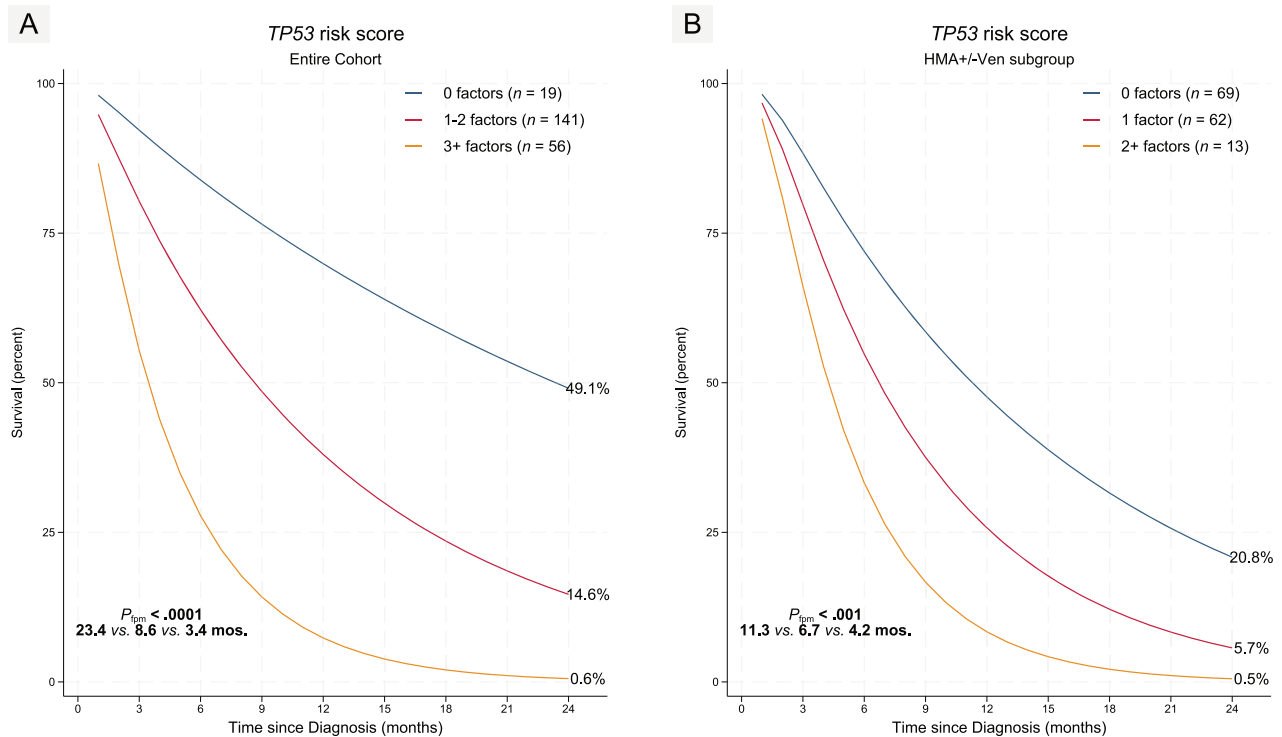 A
TP53 risk score
Entire Cohort
0 factors (n = 19)
1-2 factors (n = 141)
3+ factors (n = 56)
100
75
50
25
0
Survival (percent)
49.1%
14.6%
0.6%
Pfpm < .0001
23.4 vs. 8.6 vs. 3.4 mos.
0 3 6 9 12 15 18 21 24
Time since Diagnosis (months)
B
TP53 risk score
HMA+/-Ven subgroup
0 factors (n = 69)
1 factor (n = 62)
2+ factors (n = 13)
100
75
50
25
0
Survival (percent)
20.8%
5.7%
0.5%
Pfpm < .001
11.3 vs. 6.7 vs. 4.2 mos.
0 3 6 9 12 15 18 21 24
Time since Diagnosis (months)